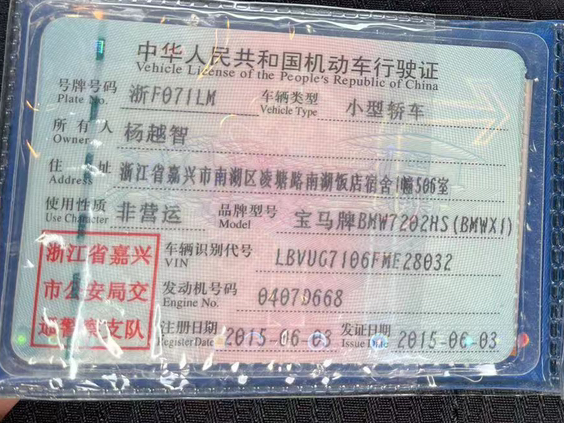 中华人民共和国机动车行驶证
Vehicle License of the People's Republic of China
号牌号码 浙F071LM 车辆类型 小型轿车
Plate No. Vehicle Type
所有人 杨越智
Owner
住址 浙江省嘉兴市南湖区凌塘路南湖饭店宿舍1幢506室
Address
使用性质 非营运 品牌型号 宝马牌BMW7202HS(BMWX1)
Use Character Model
浙江省嘉兴
市公安局交
通警察支队
车辆识别代号 LBVUG7106FME28032
VIN
发动机号码 0407D668
Engine No.
注册日期 2015-06-03 发证日期 2015-06-03
Register Date Issue Date